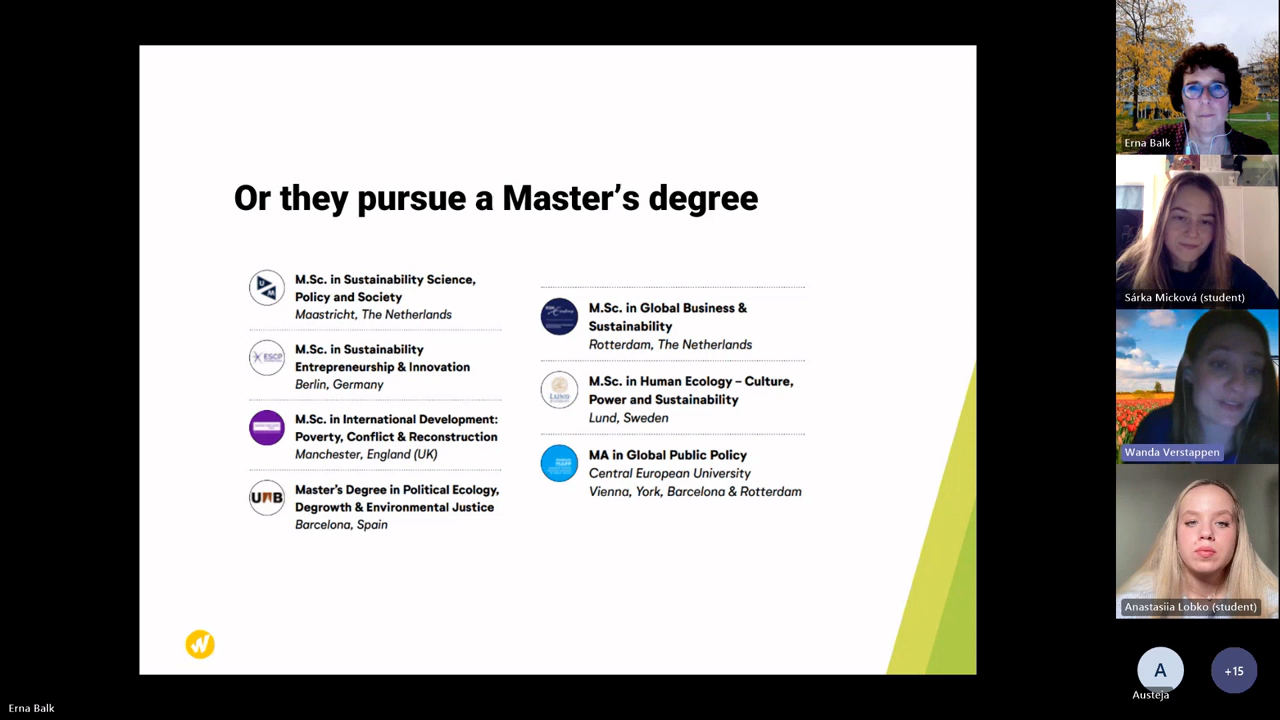 Or they pursue a Master's degree
M.Sc. in Sustainability Science,
Policy and Society
Maastricht, The Netherlands
ESCP
M.Sc. in Sustainability
Entrepreneurship & Innovation
Berlin, Germany
M.Sc. in International Development:
Poverty, Conflict & Reconstruction
Manchester, England (UK)
UAB
Master's Degree in Political Ecology,
Degrowth & Environmental Justice
Barcelona, Spain
M.Sc. in Global Business &
Sustainability
Rotterdam, The Netherlands
LUND
M.Sc. in Human Ecology – Culture,
Power and Sustainability
Lund, Sweden
MA in Global Public Policy
Central European University
Vienna, York, Barcelona & Rotterdam
Erna Balk
Sárka Micková (student)
Wanda Verstappen
Anastasiia Lobko (student)
A
Austeja
+15
Erna Balk